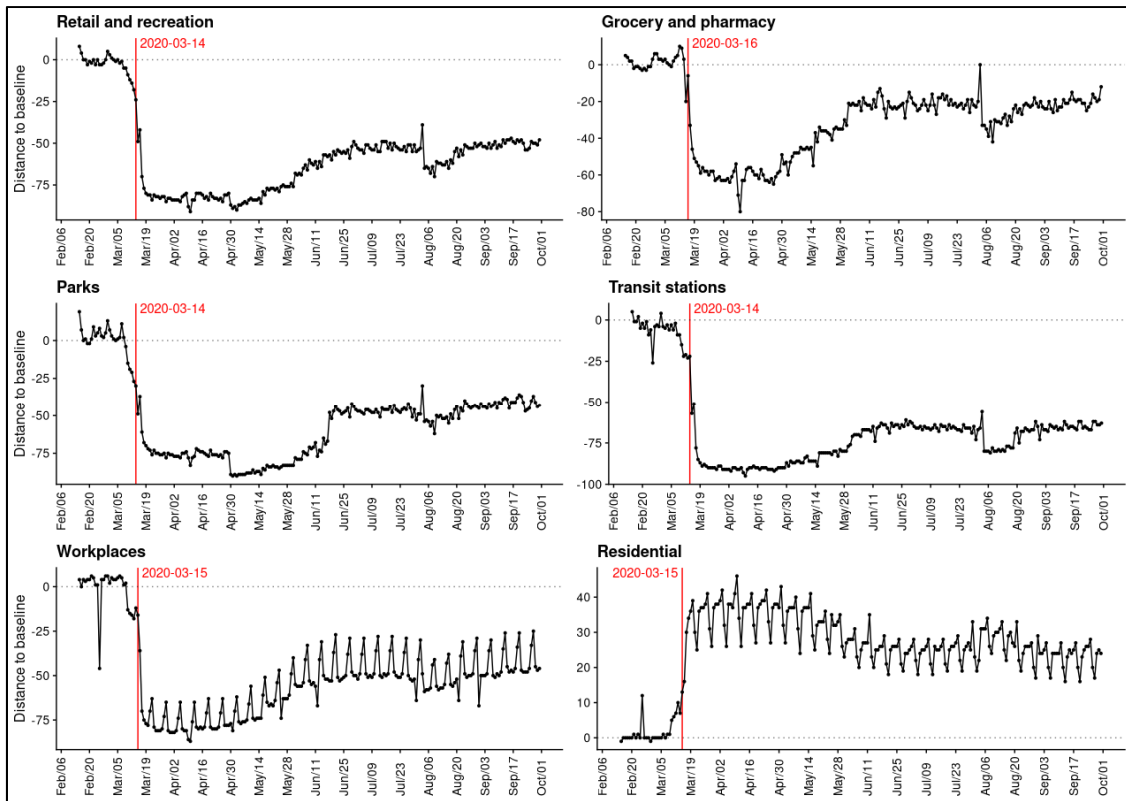 Retail and recreation
Distance to baseline
0
-25
-50
-75
2020-03-14
Feb/06 Feb/20 Mar/05 Mar/19 Apr/02 Apr/16 Apr/30 May/14 May/28 Jun/11 Jun/25 Jul/09 Jul/23 Aug/06 Aug/20 Sep/03 Sep/17 Oct/01
Grocery and pharmacy
0
-20
-40
-60
-80
2020-03-16
Feb/06 Feb/20 Mar/05 Mar/19 Apr/02 Apr/16 Apr/30 May/14 May/28 Jun/11 Jun/25 Jul/09 Jul/23 Aug/06 Aug/20 Sep/03 Sep/17 Oct/01
Parks
Distance to baseline
0
-25
-50
-75
2020-03-14
Feb/06 Feb/20 Mar/05 Mar/19 Apr/02 Apr/16 Apr/30 May/14 May/28 Jun/11 Jun/25 Jul/09 Jul/23 Aug/06 Aug/20 Sep/03 Sep/17 Oct/01
Transit stations
0
-25
-50
-75
-100
2020-03-14
Feb/06 Feb/20 Mar/05 Mar/19 Apr/02 Apr/16 Apr/30 May/14 May/28 Jun/11 Jun/25 Jul/09 Jul/23 Aug/06 Aug/20 Sep/03 Sep/17 Oct/01
Workplaces
Distance to baseline
0
-25
-50
-75
2020-03-15
Feb/06 Feb/20 Mar/05 Mar/19 Apr/02 Apr/16 Apr/30 May/14 May/28 Jun/11 Jun/25 Jul/09 Jul/23 Aug/06 Aug/20 Sep/03 Sep/17 Oct/01
Residential
2020-03-15
40
30
20
10
0
Feb/06 Feb/20 Mar/05 Mar/19 Apr/02 Apr/16 Apr/30 May/14 May/28 Jun/11 Jun/25 Jul/09 Jul/23 Aug/06 Aug/20 Sep/03 Sep/17 Oct/01